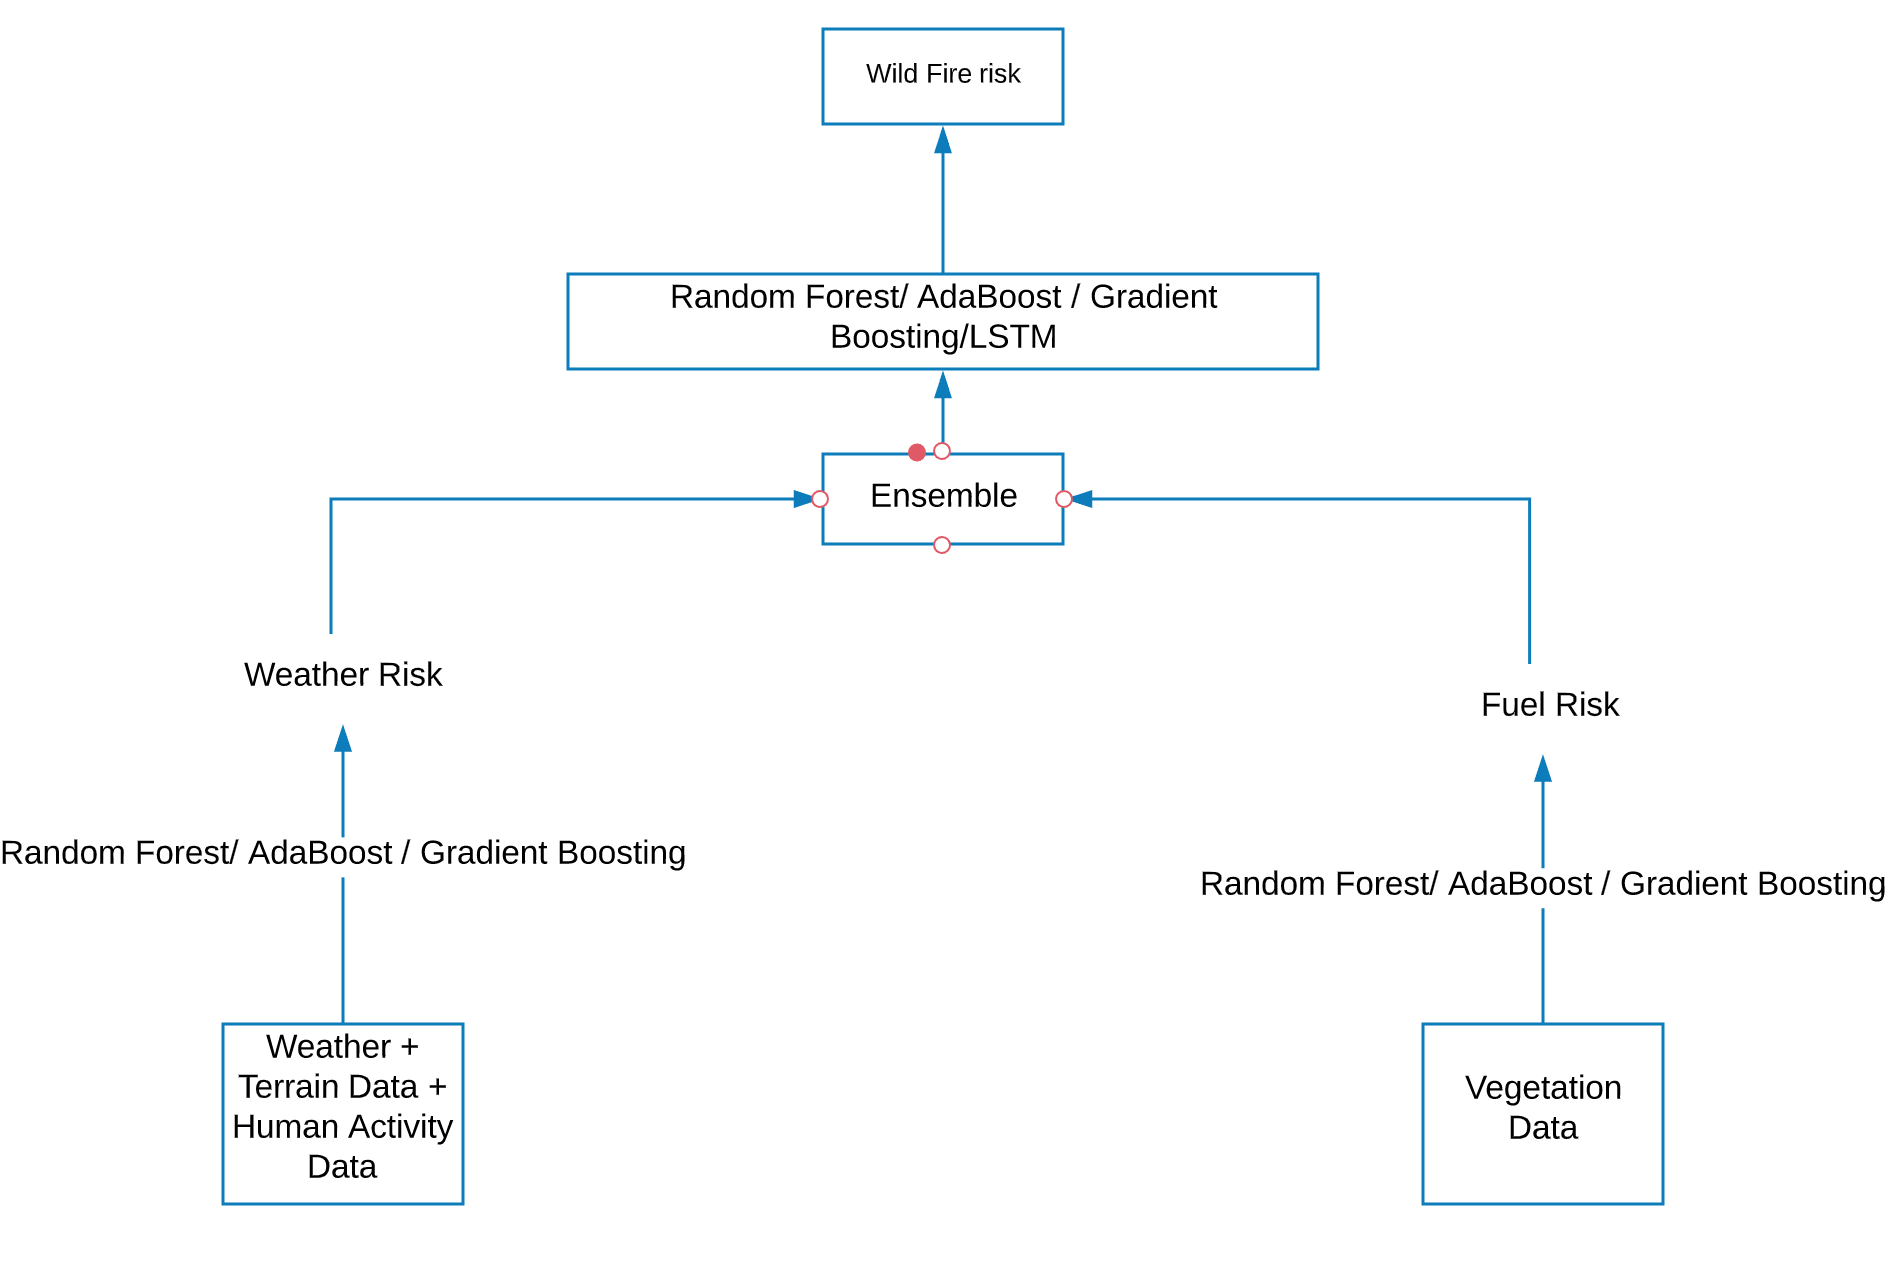 Wild Fire risk
Random Forest/ AdaBoost / Gradient
Boosting/LSTM
Ensemble
Weather Risk
Fuel Risk
Random Forest/ AdaBoost / Gradient Boosting
Random Forest/ AdaBoost / Gradient Boosting
Weather +
Terrain Data +
Human Activity
Data
Vegetation
Data